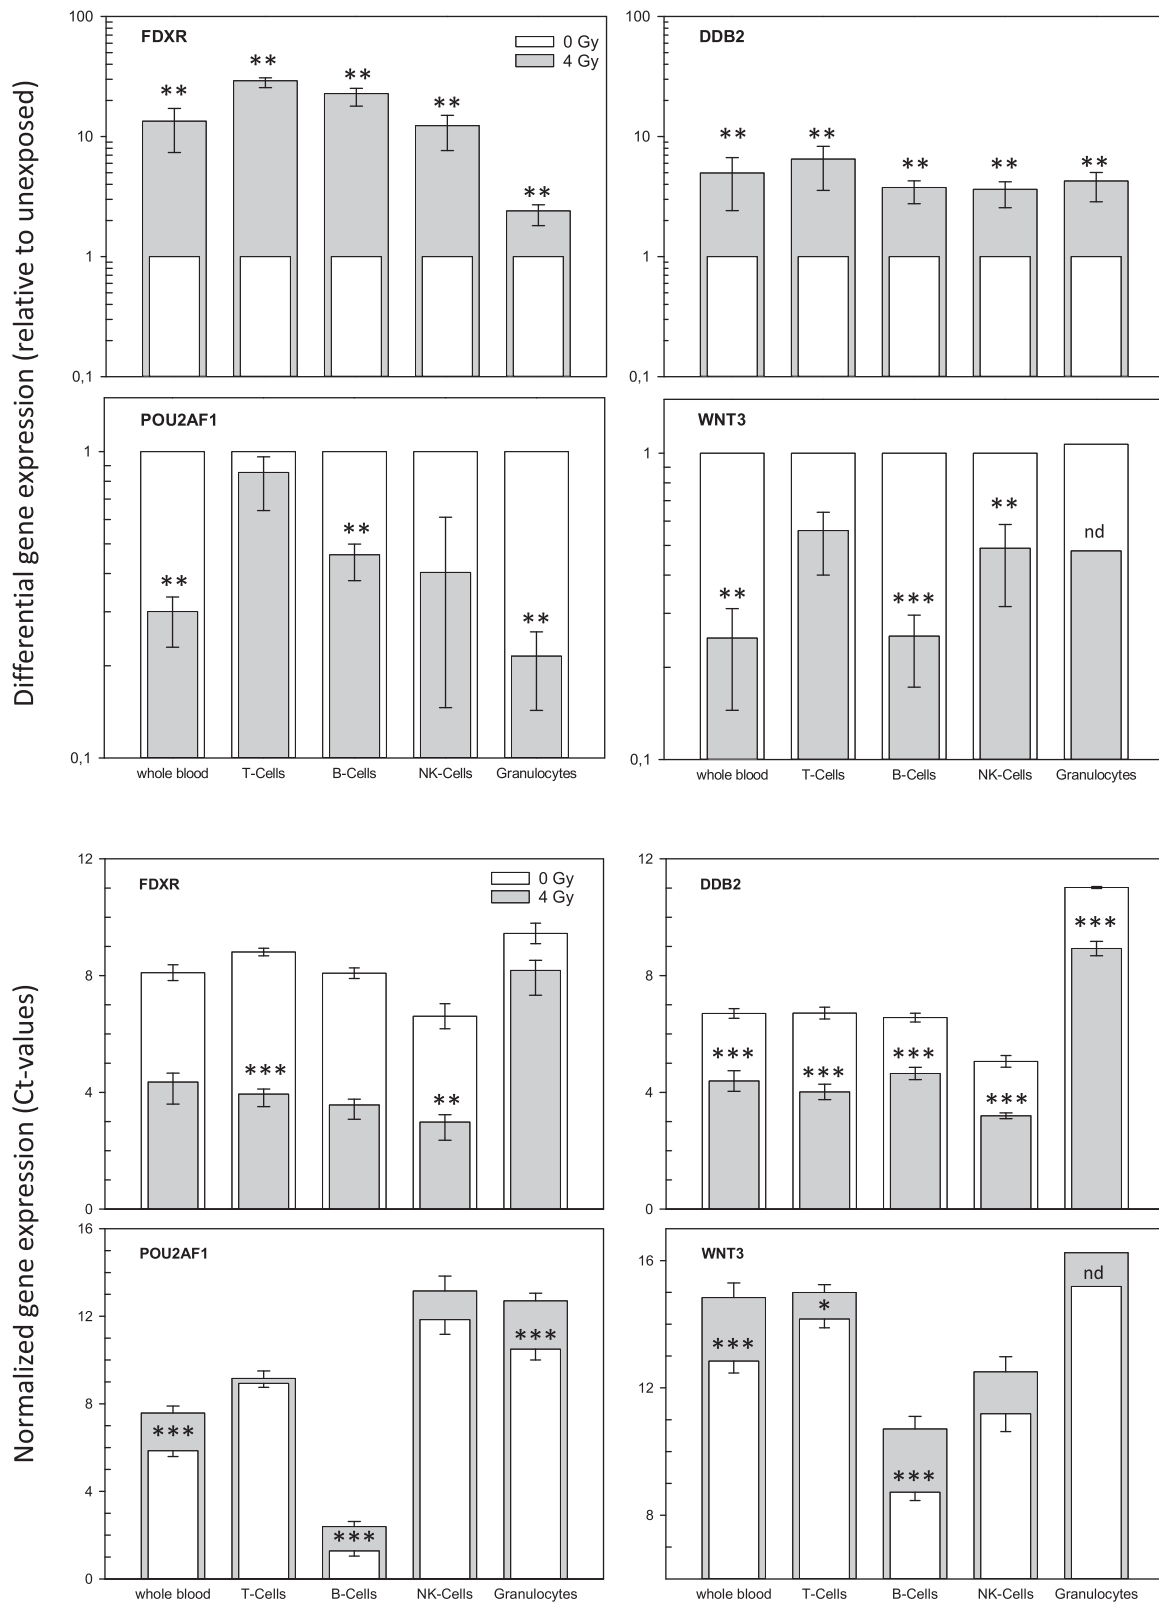 Differential gene expression (relative to unexposed)
FDXR
0 Gy
4 Gy
100
10
1
0,1
**
**
**
**
**
DDB2
100
10
1
0,1
**
**
**
**
**
POU2AF1
1
0,1
**
**
**
whole blood
T-Cells
B-Cells
NK-Cells
Granulocytes
WNT3
1
0,1
**
***
**
nd
whole blood
T-Cells
B-Cells
NK-Cells
Granulocytes
Normalized gene expression (Ct-values)
FDXR
0 Gy
4 Gy
12
8
4
0
***
**
DDB2
12
8
4
0
***
***
***
***
***
POU2AF1
16
12
8
4
0
***
***
***
whole blood
T-Cells
B-Cells
NK-Cells
Granulocytes
WNT3
16
12
8
***
*
***
nd
whole blood
T-Cells
B-Cells
NK-Cells
Granulocytes